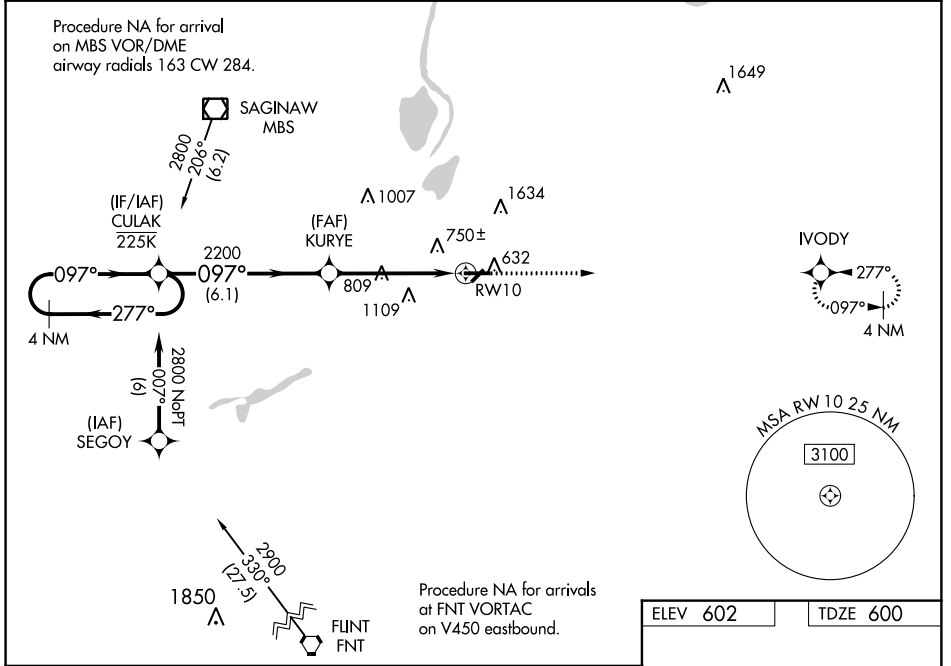 Procedure NA for arrival
on MBS VOR/DME
airway radials 163 CW 284.
1649
SAGINAW
MBS
2800
206°
(6.2)
(IF/IAF)
CULAK
225K
(FAF)
KURYE
1007
1634
750±
632
IVODY
2200
097°
097°
(6.1)
809
RW10
1109
277°
277°
097°
4 NM
4 NM
2800 NoPT
007°
(6)
(IAF)
SEGOY
MSA RW 10 25 NM
3100
2900
330°
(27.5)
1850
FLINT
FNT
Procedure NA for arrivals
at FNT VORTAC
on V450 eastbound.
ELEV 602
TDZE 600